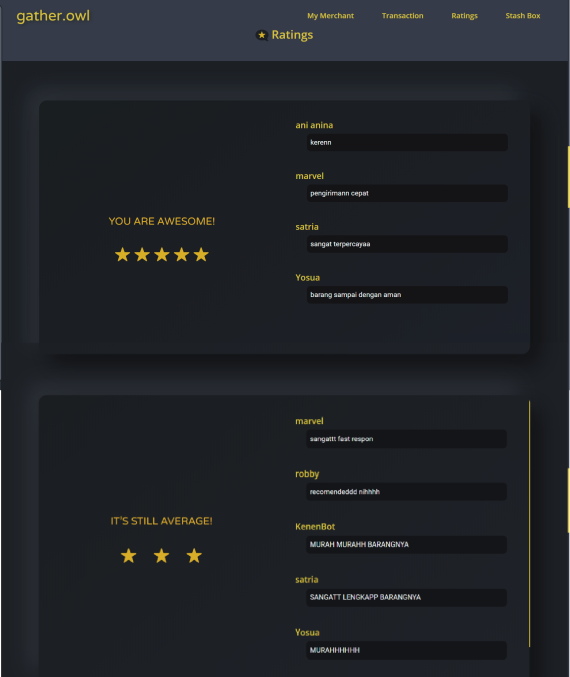 gather.owl
My Merchant Transaction Ratings Stash Box
Ratings
YOU ARE AWESOME!
ani anina
kerenn
marvel
pengirimann cepat
satria
sangat terpercayaa
Yosua
barang sampai dengan aman
IT'S STILL AVERAGE!
marvel
sangattt fast respon
robby
recomendeddd nihhhh
KenenBot
MURAH MURAHH BARANGNYA
satria
SANGATT LENGKAPP BARANGNYA
Yosua
MURAHHHHHH